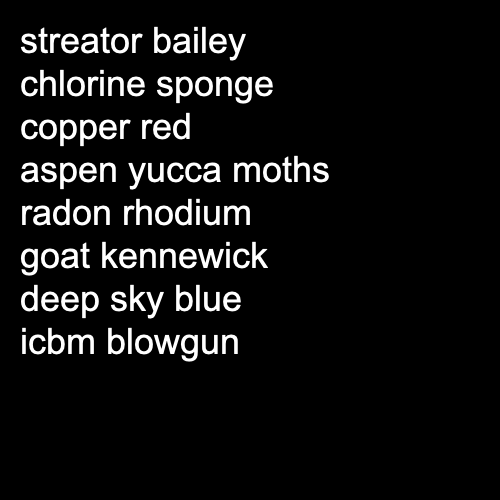 streator bailey
chlorine sponge
copper red
aspen yucca moths
radon rhodium
goat kennewick
deep sky blue
icbm blowgun